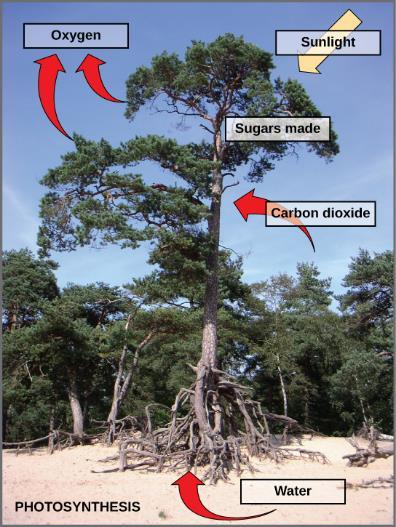 Oxygen
Sunlight
Sugars made
Carbon dioxide
Water
PHOTOSYNTHESIS